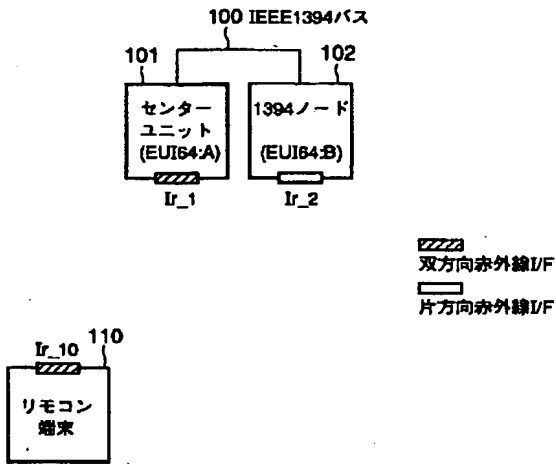 100 IEEE1394バス
101
102
センター
ユニット
(EUI64:A)
1394ノード
(EUI64:B)
Ir_1
Ir_2
双方向赤外線I/F
片方向赤外線I/F
Ir_10
110
リモコン
端末